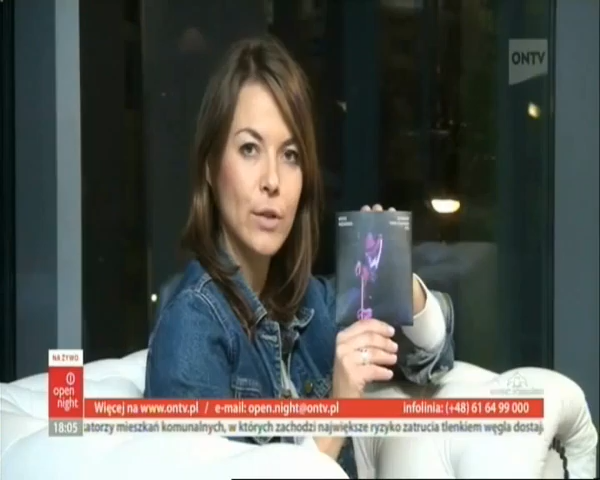 ONTV
NA ŻYWO
open
night
Więcej na www.ontv.pl / e-mail: open.night@ontv.pl infolinia: (+48) 61 64 99 000
18:05 atorzy mieszkań komunalnych, w których zachodzi największe ryzyko zatrucia tlenkiem węgla dostaj